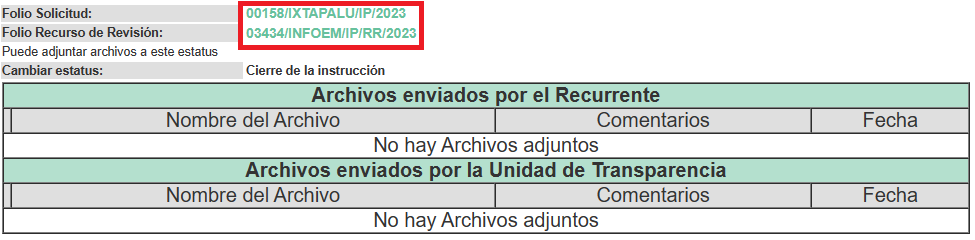 Folio Solicitud: 00158/IXTAPALU/IP/2023
Folio Recurso de Revisión: 03434/INFOEM/IP/RR/2023
Puede adjuntar archivos a este estatus
Cambiar estatus: Cierre de la instrucción
Archivos enviados por el Recurrente
Nombre del Archivo Comentarios Fecha
No hay Archivos adjuntos
Archivos enviados por la Unidad de Transparencia
Nombre del Archivo Comentarios Fecha
No hay Archivos adjuntos